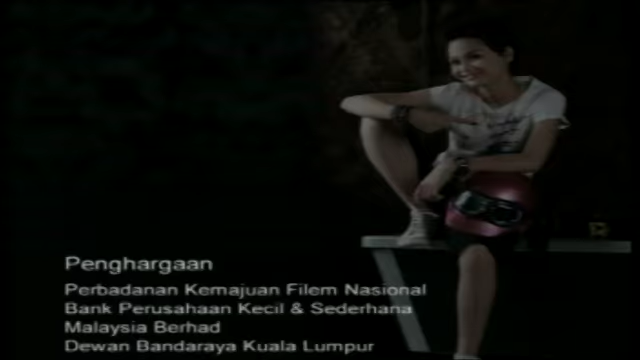 Penghargaan
Perbadanan Kemajuan Filem Nasional
Bank Perusahaan Kecil & Sederhana
Malaysia Berhad
Dewan Bandaraya Kuala Lumpur